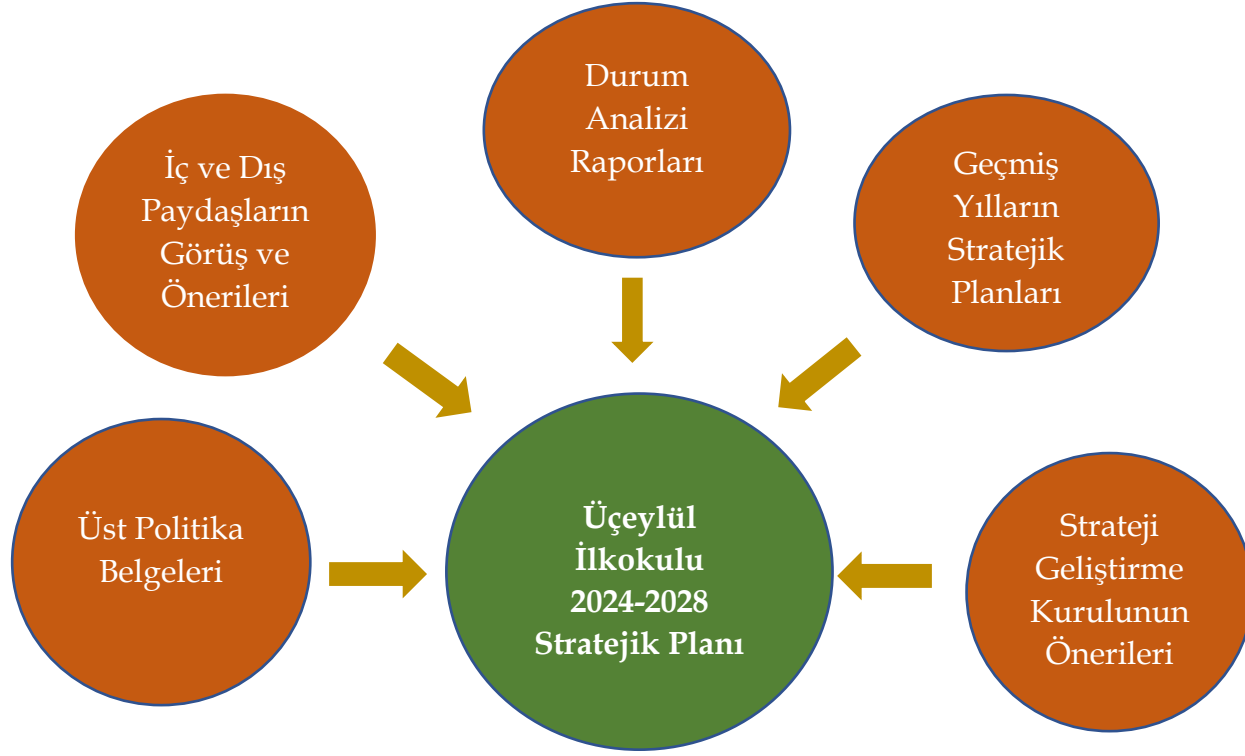 Durum
Analizi
Raporları
İç ve Dış
Paydaşların
Görüş ve
Önerileri
Geçmiş
Yılların
Stratejik
Planları
Üst Politika
Belgeleri
Üçeylül
İlkokulu
2024-2028
Stratejik Planı
Strateji
Geliştirme
Kurulunun
Önerileri